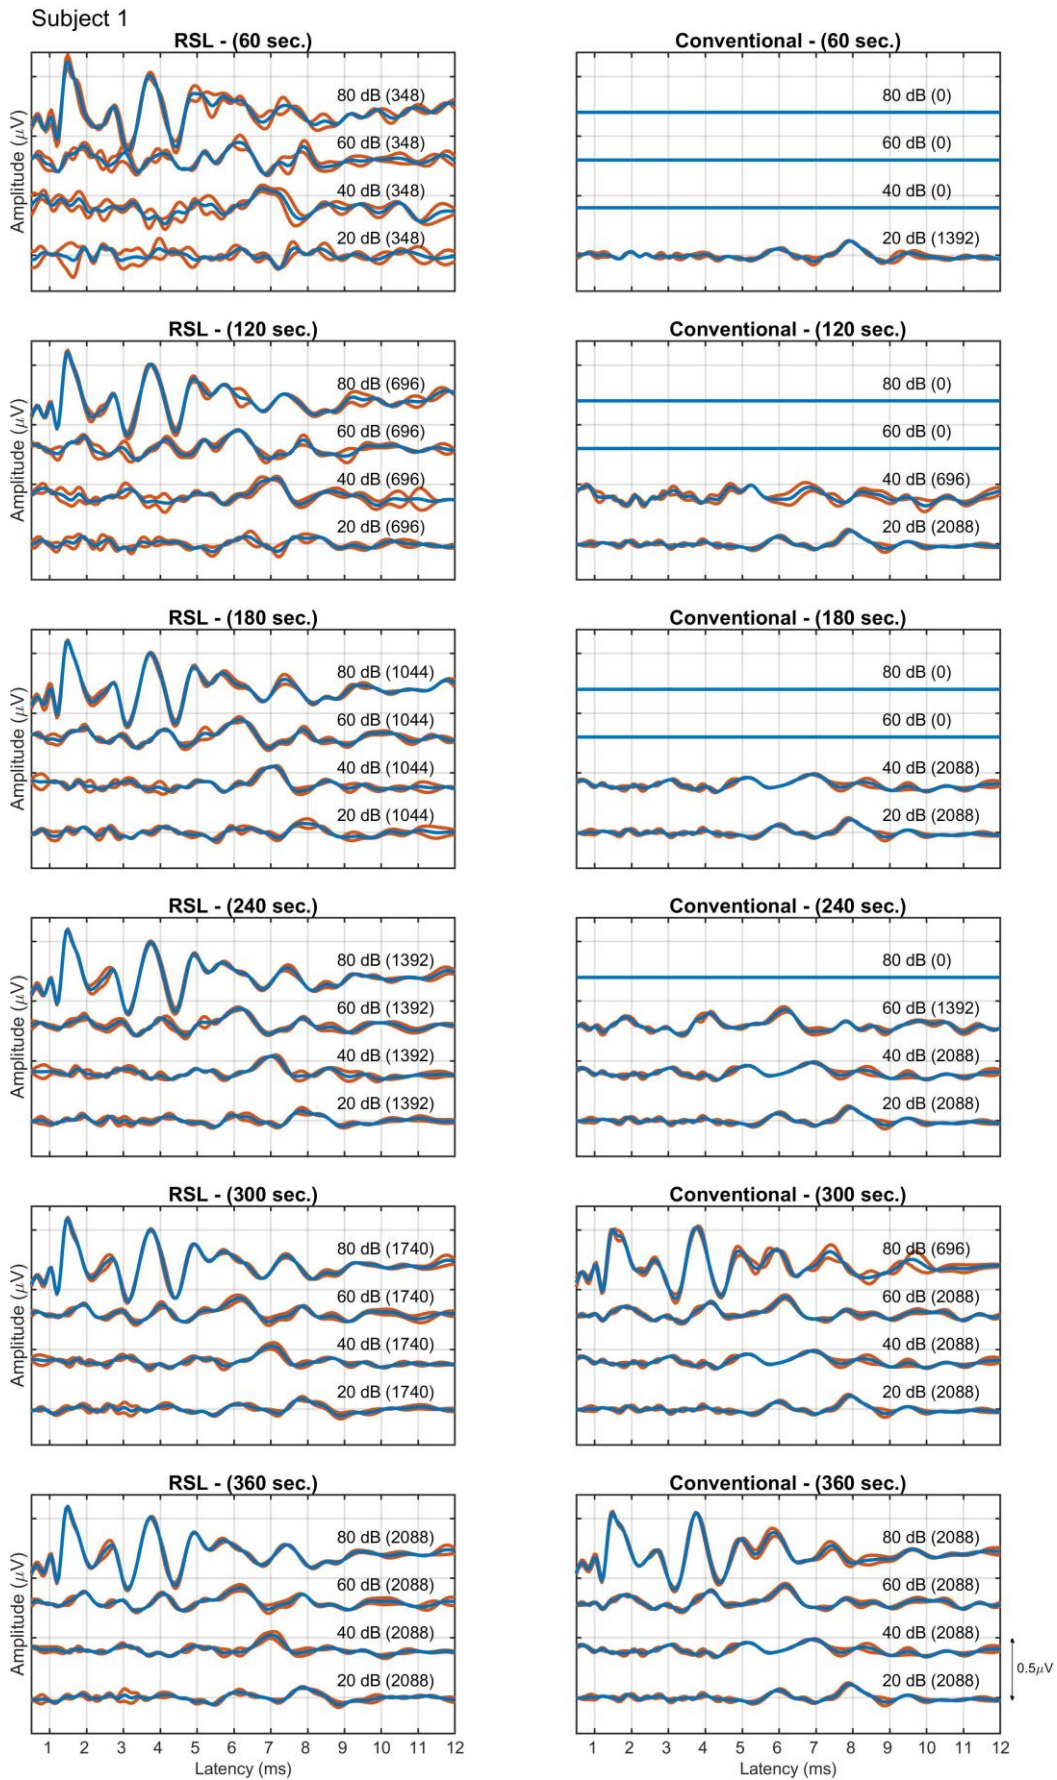 Subject 1
RSL - (60 sec.)
Amplitude (μV)
80 dB (348)
60 dB (348)
40 dB (348)
20 dB (348)
Conventional - (60 sec.)
80 dB (0)
60 dB (0)
40 dB (0)
20 dB (1392)
RSL - (120 sec.)
Amplitude (μV)
80 dB (696)
60 dB (696)
40 dB (696)
20 dB (696)
Conventional - (120 sec.)
80 dB (0)
60 dB (0)
40 dB (696)
20 dB (2088)
RSL - (180 sec.)
Amplitude (μV)
80 dB (1044)
60 dB (1044)
40 dB (1044)
20 dB (1044)
Conventional - (180 sec.)
80 dB (0)
60 dB (0)
40 dB (2088)
20 dB (2088)
RSL - (240 sec.)
Amplitude (μV)
80 dB (1392)
60 dB (1392)
40 dB (1392)
20 dB (1392)
Conventional - (240 sec.)
80 dB (0)
60 dB (1392)
40 dB (2088)
20 dB (2088)
RSL - (300 sec.)
Amplitude (μV)
80 dB (1740)
60 dB (1740)
40 dB (1740)
20 dB (1740)
Conventional - (300 sec.)
80 dB (696)
60 dB (2088)
40 dB (2088)
20 dB (2088)
RSL - (360 sec.)
Amplitude (μV)
80 dB (2088)
60 dB (2088)
40 dB (2088)
20 dB (2088)
1 2 3 4 5 6 7 8 9 10 11 12
Latency (ms)
Conventional - (360 sec.)
80 dB (2088)
60 dB (2088)
40 dB (2088)
20 dB (2088)
0.5μV
1 2 3 4 5 6 7 8 9 10 11 12
Latency (ms)